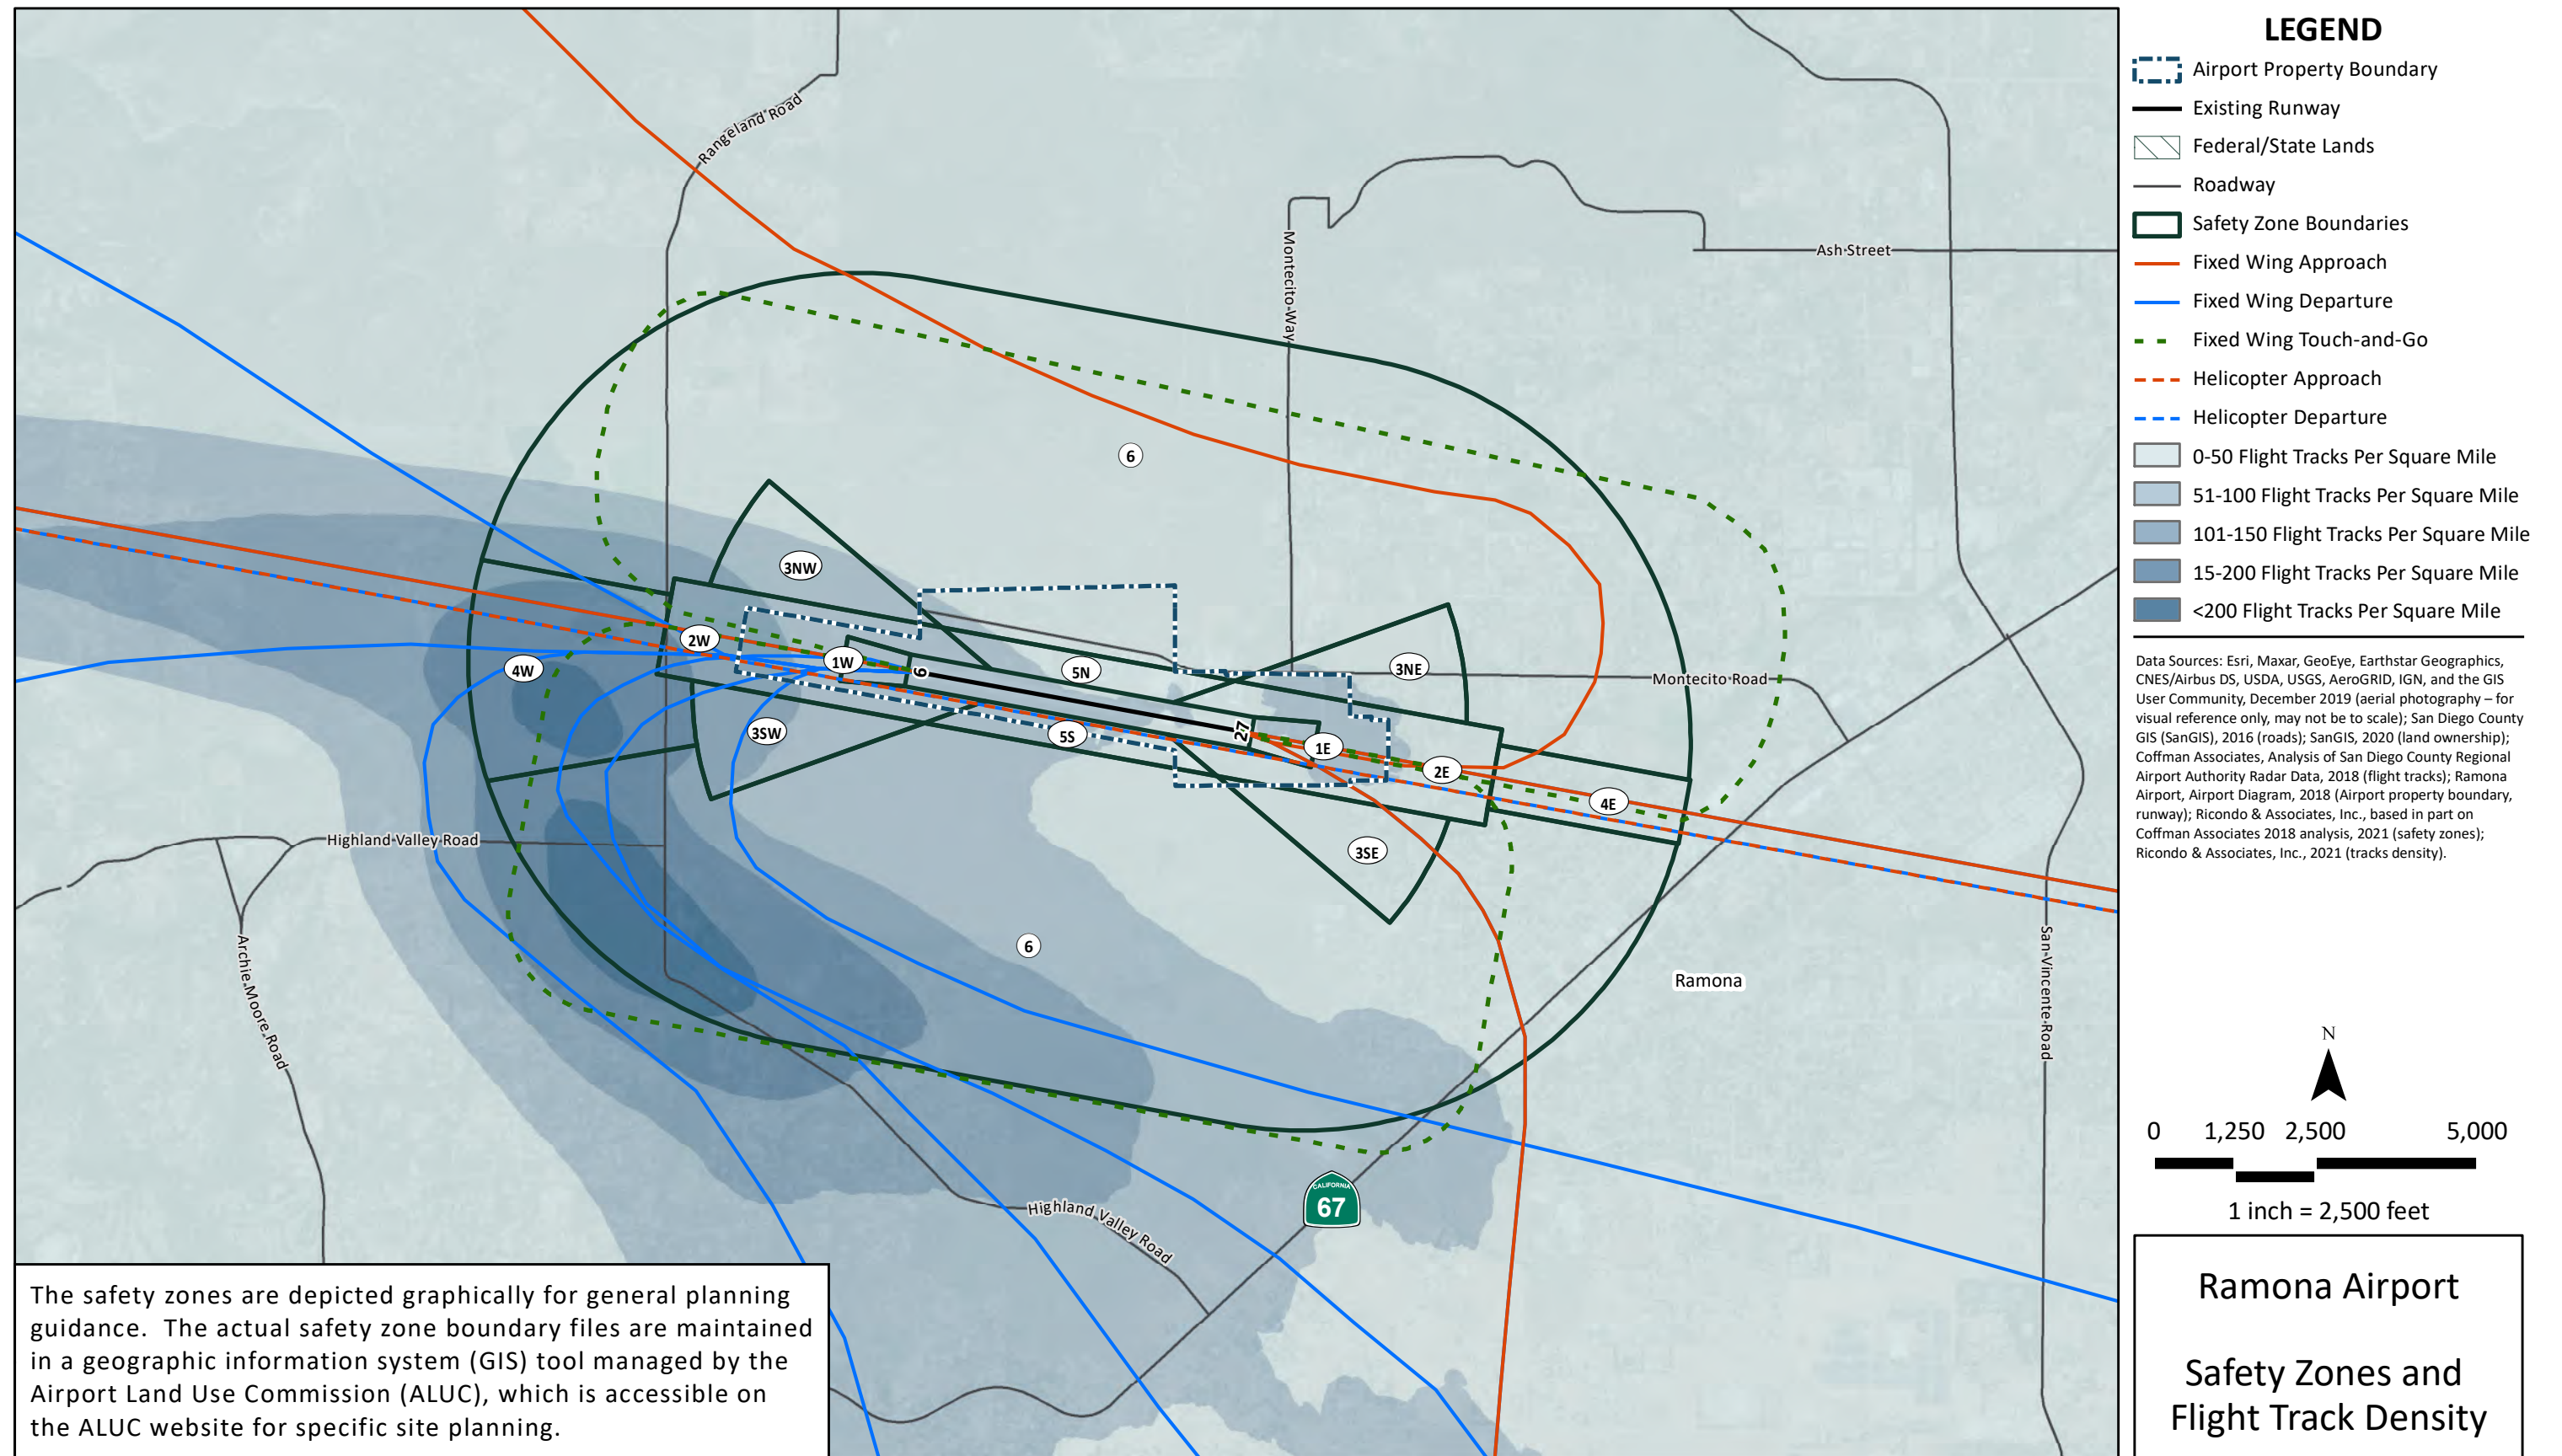 LEGEND
Airport Property Boundary
Existing Runway
Federal/State Lands
Roadway
Safety Zone Boundaries
Fixed Wing Approach
Fixed Wing Departure
Fixed Wing Touch-and-Go
Helicopter Approach
Helicopter Departure
0-50 Flight Tracks Per Square Mile
51-100 Flight Tracks Per Square Mile
101-150 Flight Tracks Per Square Mile
15-200 Flight Tracks Per Square Mile
<200 Flight Tracks Per Square Mile
Data Sources: Esri, Maxar, GeoEye, Earthstar Geographics,
CNES/Airbus DS, USDA, USGS, AeroGRID, IGN, and the GIS
User Community, December 2019 (aerial photography – for
visual reference only, may not be to scale); San Diego County
GIS (SanGIS), 2016 (roads); SanGIS, 2020 (land ownership);
Coffman Associates, Analysis of San Diego County Regional
Airport Authority Radar Data, 2018 (flight tracks); Ramona
Airport, Airport Diagram, 2018 (Airport property boundary,
runway); Ricondo & Associates, Inc., based in part on
Coffman Associates 2018 analysis, 2021 (safety zones);
Ricondo & Associates, Inc., 2021 (tracks density).
N
0 1,250 2,500 5,000
1 inch = 2,500 feet
Ramona Airport
Safety Zones and
Flight Track Density
Rangeland Road
Montecito Way
Ash Street
6
3NW
2W
1W
4W
6
5N
3NE
Montecito Road
3SW
5S
27
1E
2E
4E
Highland Valley Road
3SE
6
Archie Moore Road
Ramona
San Vincente Road
CALIFORNIA
67
Highland Valley Road
The safety zones are depicted graphically for general planning
guidance. The actual safety zone boundary files are maintained
in a geographic information system (GIS) tool managed by the
Airport Land Use Commission (ALUC), which is accessible on
the ALUC website for specific site planning.